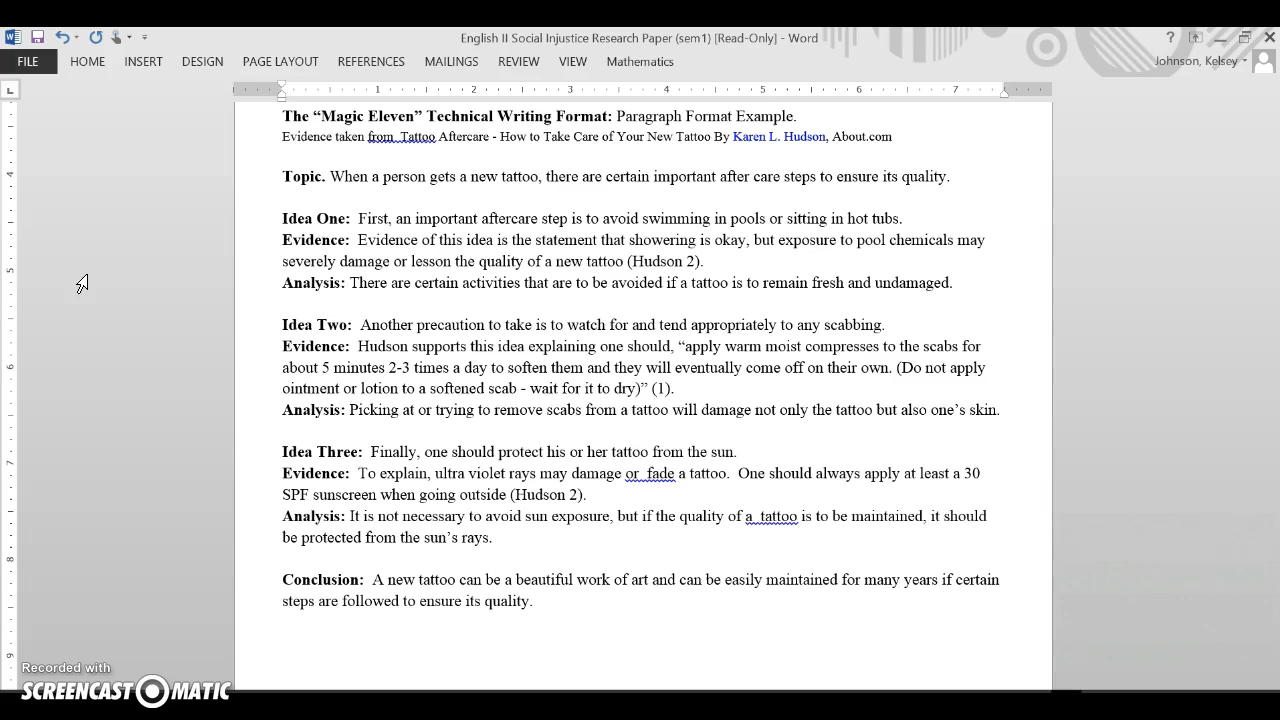 English II Social Injustice Research Paper (sem1) [Read-Only] - Word
?
FILE HOME INSERT DESIGN PAGE LAYOUT REFERENCES MAILINGS REVIEW VIEW Mathematics Johnson, Kelsey
1 2 3 4 5 6 7
The “Magic Eleven” Technical Writing Format: Paragraph Format Example.
Evidence taken from Tattoo Aftercare - How to Take Care of Your New Tattoo By Karen L. Hudson, About.com
Topic. When a person gets a new tattoo, there are certain important after care steps to ensure its quality.
Idea One: First, an important aftercare step is to avoid swimming in pools or sitting in hot tubs.
Evidence: Evidence of this idea is the statement that showering is okay, but exposure to pool chemicals may
severely damage or lesson the quality of a new tattoo (Hudson 2).
Analysis: There are certain activities that are to be avoided if a tattoo is to remain fresh and undamaged.
Idea Two: Another precaution to take is to watch for and tend appropriately to any scabbing.
Evidence: Hudson supports this idea explaining one should, “apply warm moist compresses to the scabs for
about 5 minutes 2-3 times a day to soften them and they will eventually come off on their own. (Do not apply
ointment or lotion to a softened scab - wait for it to dry)” (1).
Analysis: Picking at or trying to remove scabs from a tattoo will damage not only the tattoo but also one’s skin.
Idea Three: Finally, one should protect his or her tattoo from the sun.
Evidence: To explain, ultra violet rays may damage or fade a tattoo. One should always apply at least a 30
SPF sunscreen when going outside (Hudson 2).
Analysis: It is not necessary to avoid sun exposure, but if the quality of a tattoo is to be maintained, it should
be protected from the sun’s rays.
Conclusion: A new tattoo can be a beautiful work of art and can be easily maintained for many years if certain
steps are followed to ensure its quality.
4
5
6
7
8
9
Recorded with
SCREENCAST MATIC